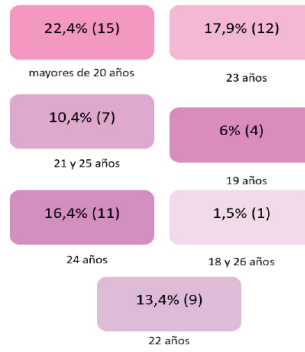 22,4% (15)
mayores de 20 años
17,9% (12)
23 años
10,4% (7)
21 y 25 años
6% (4)
19 años
16,4% (11)
24 años
1,5% (1)
18 y 26 años
13,4% (9)
22 años